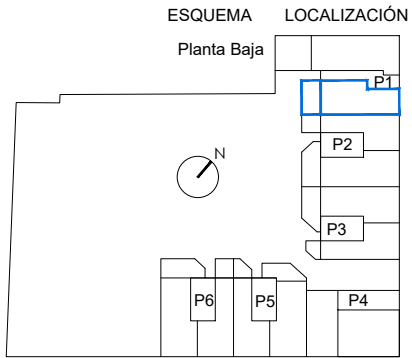 ESQUEMA LOCALIZACIÓN
Planta Baja
P1
P2
N
P3
P6 P5 P4